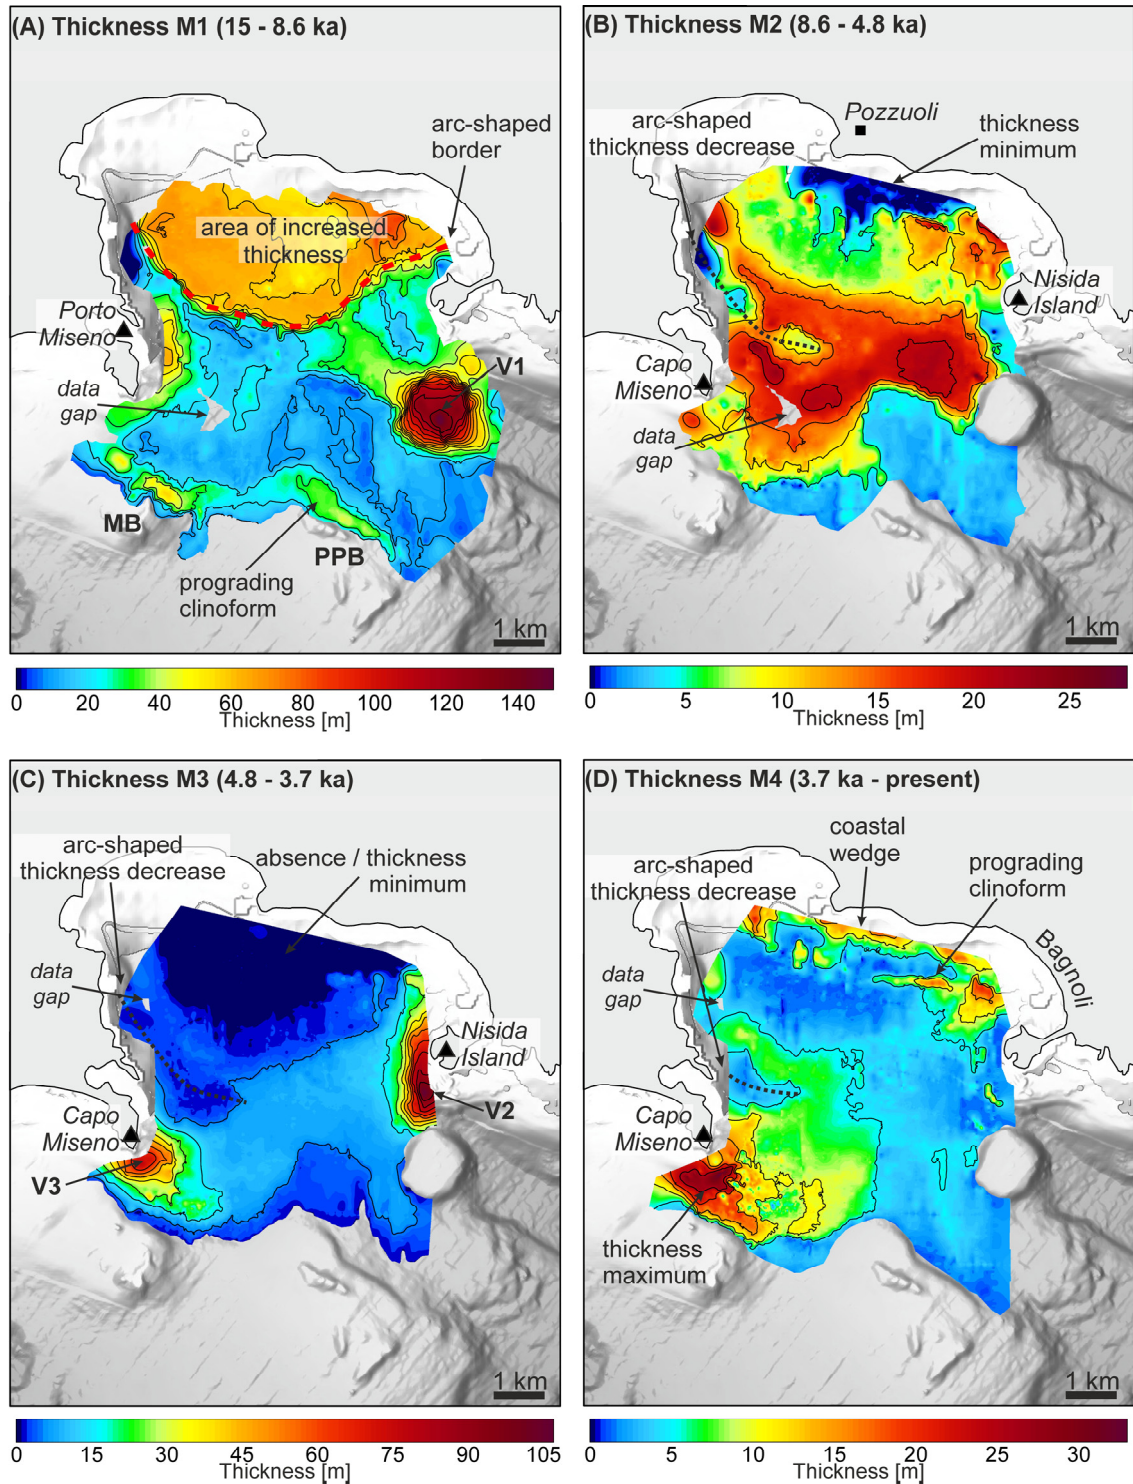 (A) Thickness M1 (15 - 8.6 ka)
arc-shaped
border
area of increased
thickness
Porto
Miseno
data
gap
V1
MB
PPB
prograding
clinoform
1 km
0 20 40 60 80 100 120 140
Thickness [m]
(B) Thickness M2 (8.6 - 4.8 ka)
Pozzuoli
arc-shaped
thickness decrease
thickness
minimum
Nisida
Island
Capo
Miseno
data
gap
1 km
0 5 10 15 20 25
Thickness [m]
(C) Thickness M3 (4.8 - 3.7 ka)
arc-shaped
thickness decrease
absence / thickness
minimum
data
gap
Nisida
Island
Capo
Miseno
V2
V3
1 km
0 15 30 45 60 75 90 105
Thickness [m]
(D) Thickness M4 (3.7 ka - present)
coastal
wedge
arc-shaped
thickness decrease
prograding
clinoform
Bagnoli
data
gap
Capo
Miseno
thickness
maximum
1 km
0 5 10 15 20 25 30
Thickness [m]